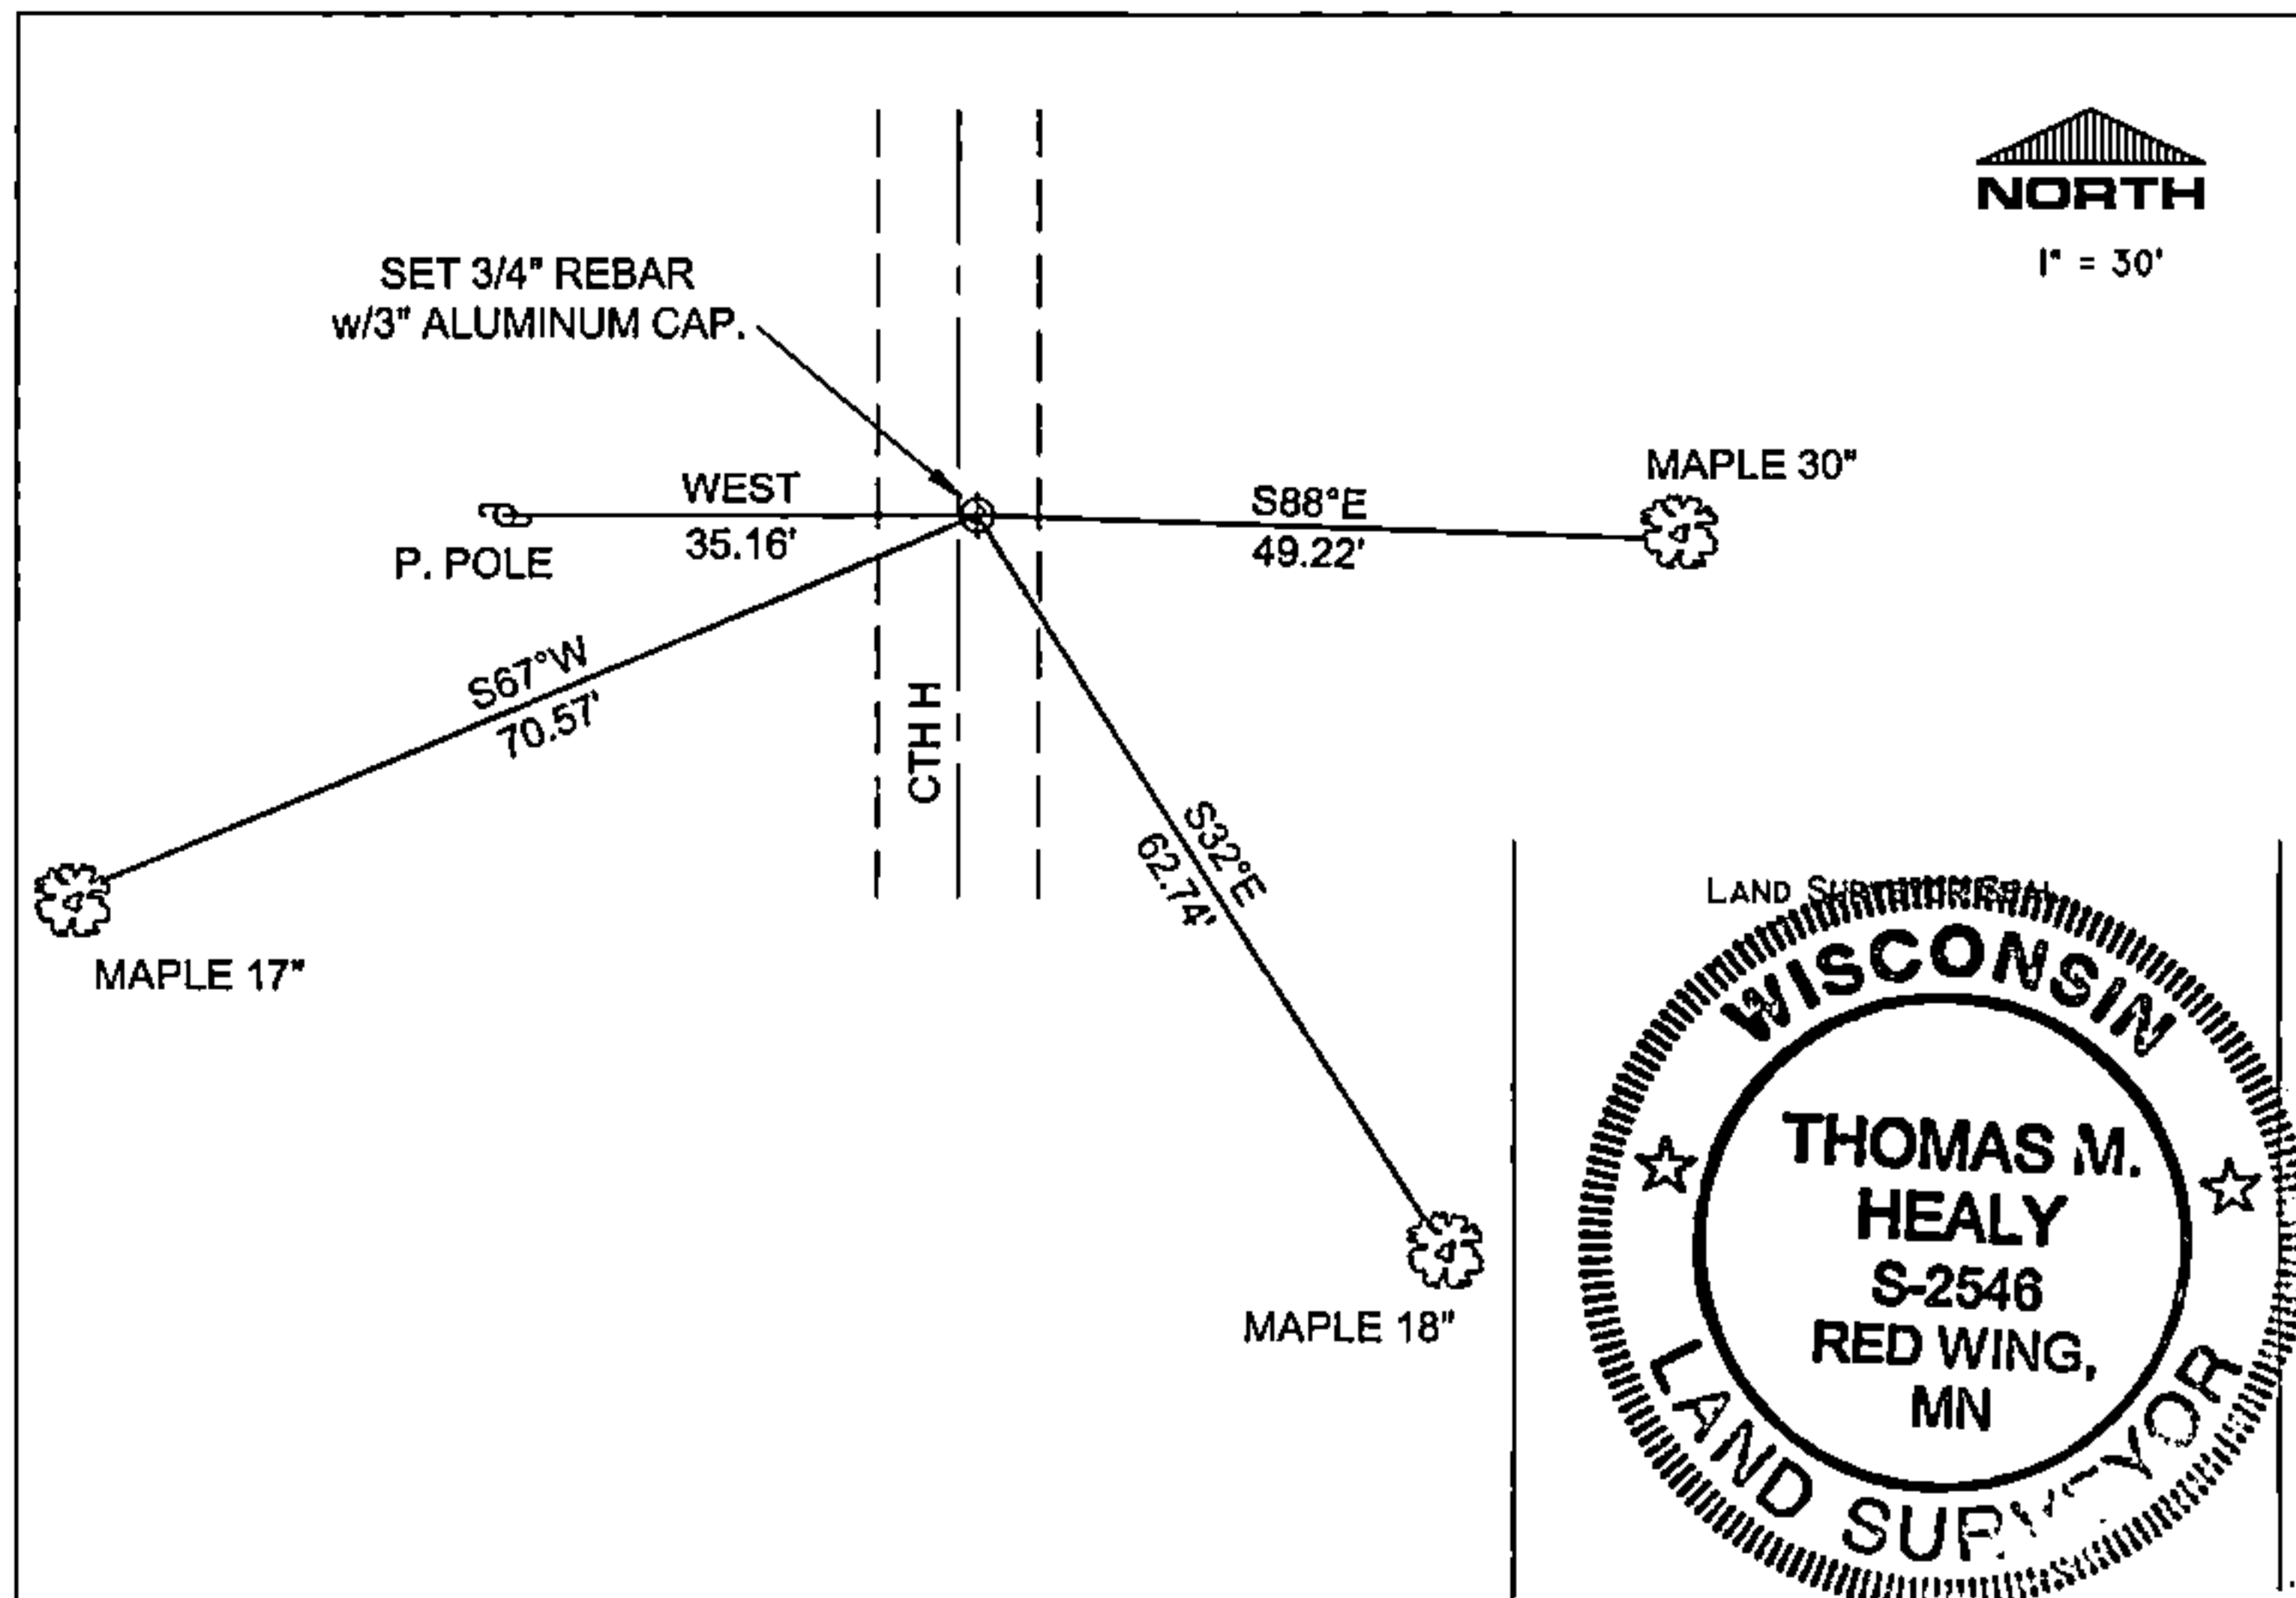 NORTH
1" = 30'
SET 3/4" REBAR
w/3" ALUMINUM CAP.
MAPLE 30"
WEST
35.16'
S88°E
49.22'
P. POLE
S67°W
70.57'
CTH H
S32°E
62.74'
MAPLE 17"
MAPLE 18"
LAND
WISCONSIN
THOMAS M.
HEALY
S-2546
RED WING,
MN
LAND SURVEYOR